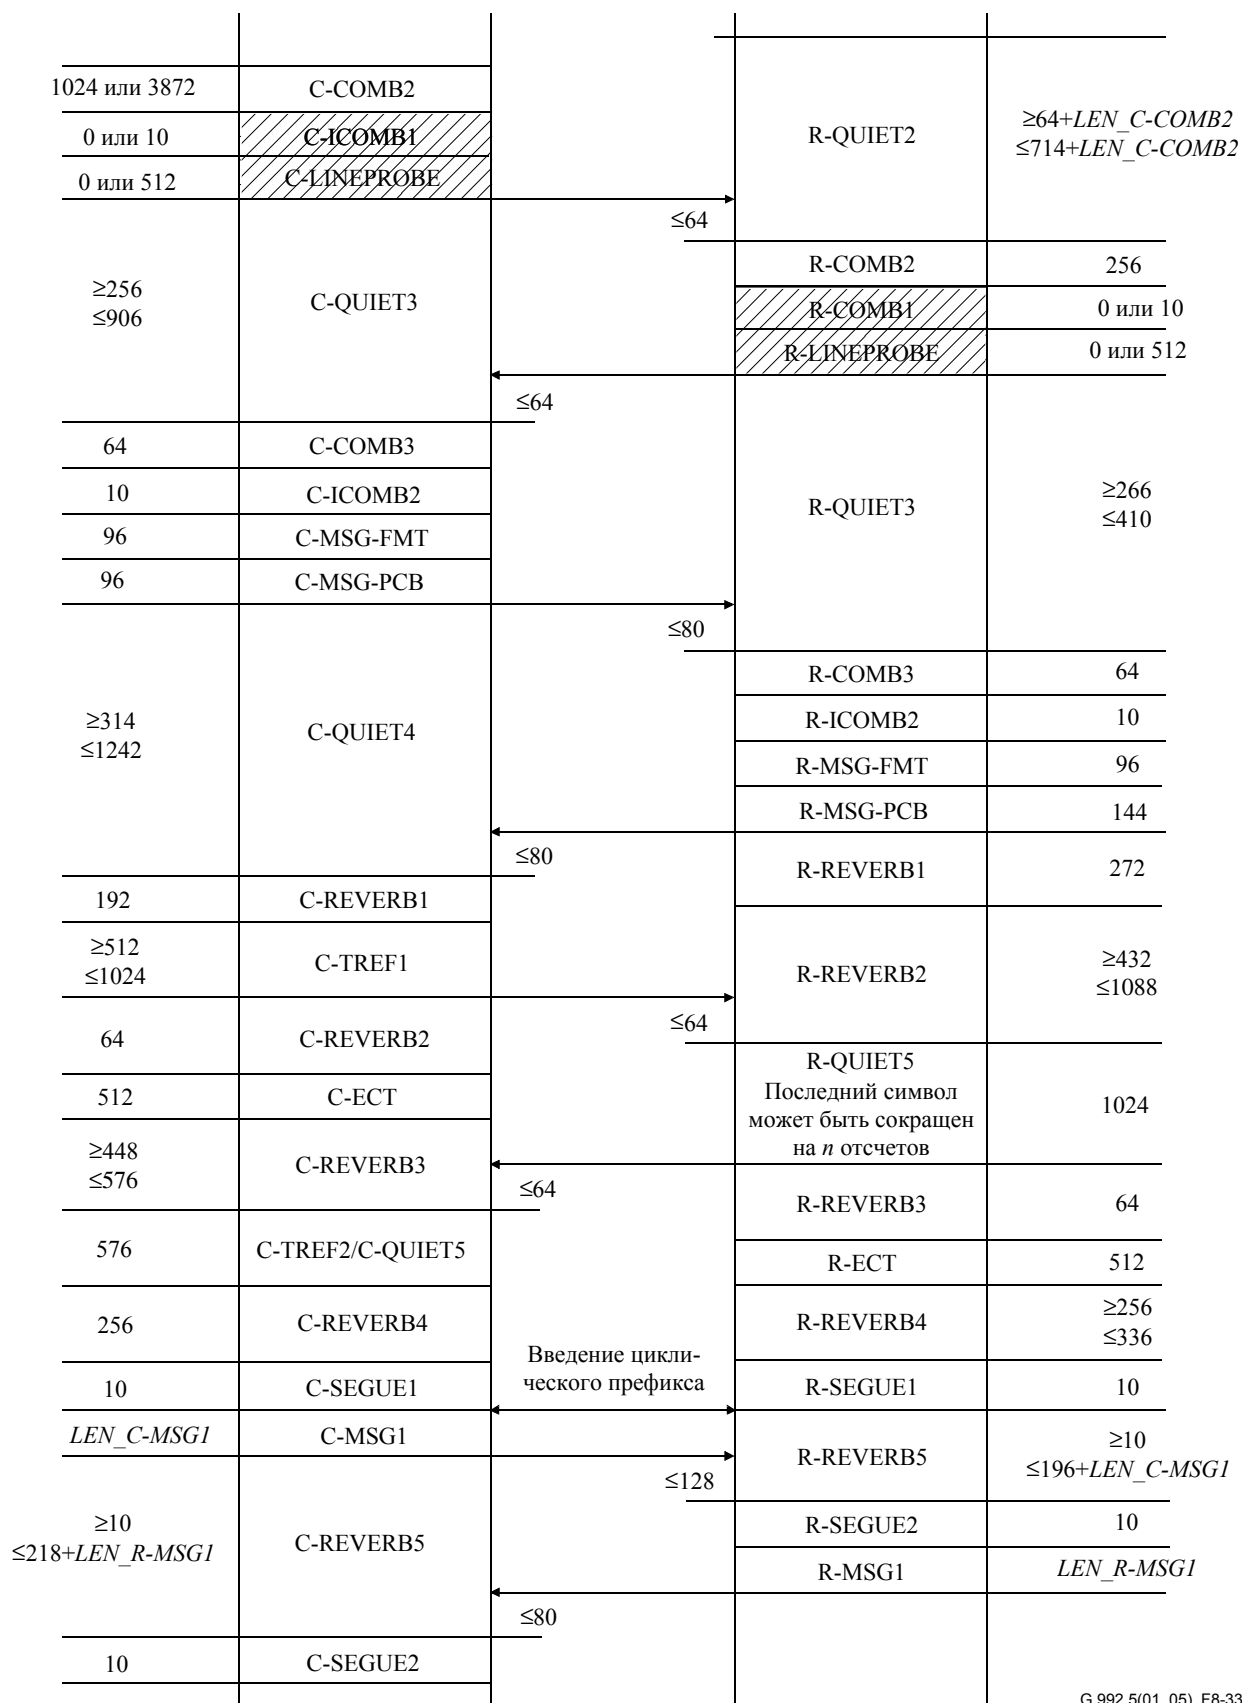 1024 или 3872
C-COMB2
0 или 10
C-ICOMB1
0 или 512
C-LINEPROBE
R-QUIET2
≥64+LEN_C-COMB2
≤714+LEN_C-COMB2
≤64
≥256
≤906
C-QUIET3
R-COMB2
256
R-COMB1
0 или 10
R-LINEPROBE
0 или 512
≤64
64
C-COMB3
10
C-ICOMB2
96
C-MSG-FMT
96
C-MSG-PCB
R-QUIET3
≥266
≤410
≤80
≥314
≤1242
C-QUIET4
R-COMB3
64
R-ICOMB2
10
R-MSG-FMT
96
R-MSG-PCB
144
≤80
R-REVERB1
272
192
C-REVERB1
≥512
≤1024
C-TREF1
R-REVERB2
≥432
≤1088
≤64
64
C-REVERB2
512
C-ECT
R-QUIET5
Последний символ
может быть сокращен
на n отсчетов
1024
≥448
≤576
C-REVERB3
≤64
R-REVERB3
64
576
C-TREF2/C-QUIET5
R-ECT
512
256
C-REVERB4
R-REVERB4
≥256
≤336
Введение цикли-
ческого префикса
10
C-SEGUE1
R-SEGUE1
10
LEN_C-MSG1
C-MSG1
R-REVERB5
≥10
≤196+LEN_C-MSG1
≤128
≥10
≤218+LEN_R-MSG1
C-REVERB5
R-SEGUE2
10
R-MSG1
LEN_R-MSG1
≤80
10
C-SEGUE2
G.992.5(01_05)_F8-33